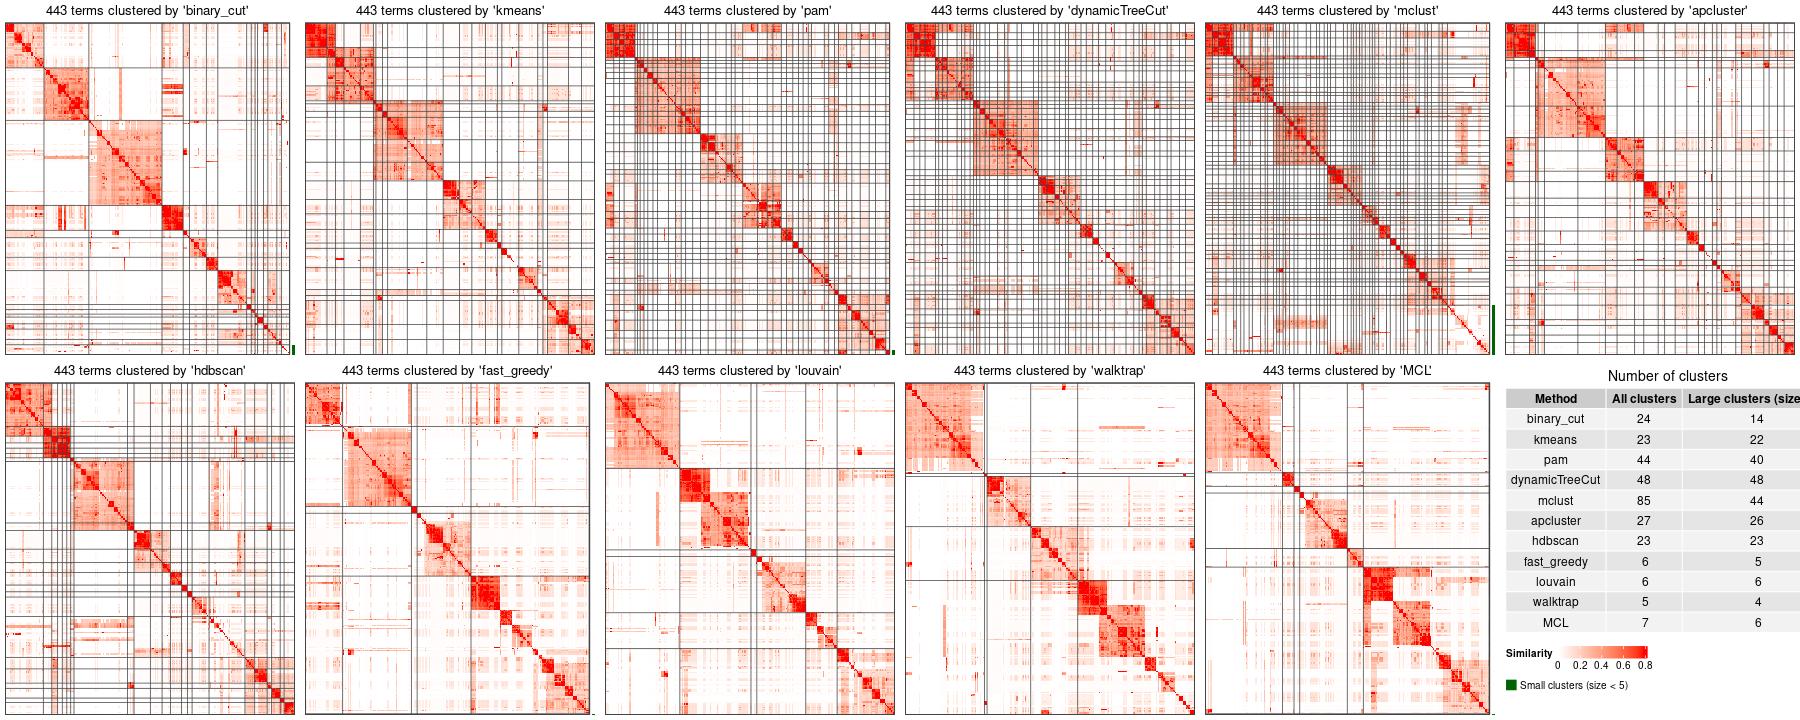 443 terms clustered by 'binary_cut'
443 terms clustered by 'kmeans'
443 terms clustered by 'pam'
443 terms clustered by 'dynamicTreeCut'
443 terms clustered by 'mclust'
443 terms clustered by 'apcluster'
443 terms clustered by 'hdbscan'
443 terms clustered by 'fast_greedy'
443 terms clustered by 'louvain'
443 terms clustered by 'walktrap'
443 terms clustered by 'MCL'
Number of clusters
Method All clusters Large clusters (size
binary_cut 24 14
kmeans 23 22
pam 44 40
dynamicTreeCut 48 48
mclust 85 44
apcluster 27 26
hdbscan 23 23
fast_greedy 6 5
louvain 6 6
walktrap 5 4
MCL 7 6
Similarity
0 0.2 0.4 0.6 0.8
Small clusters (size < 5)